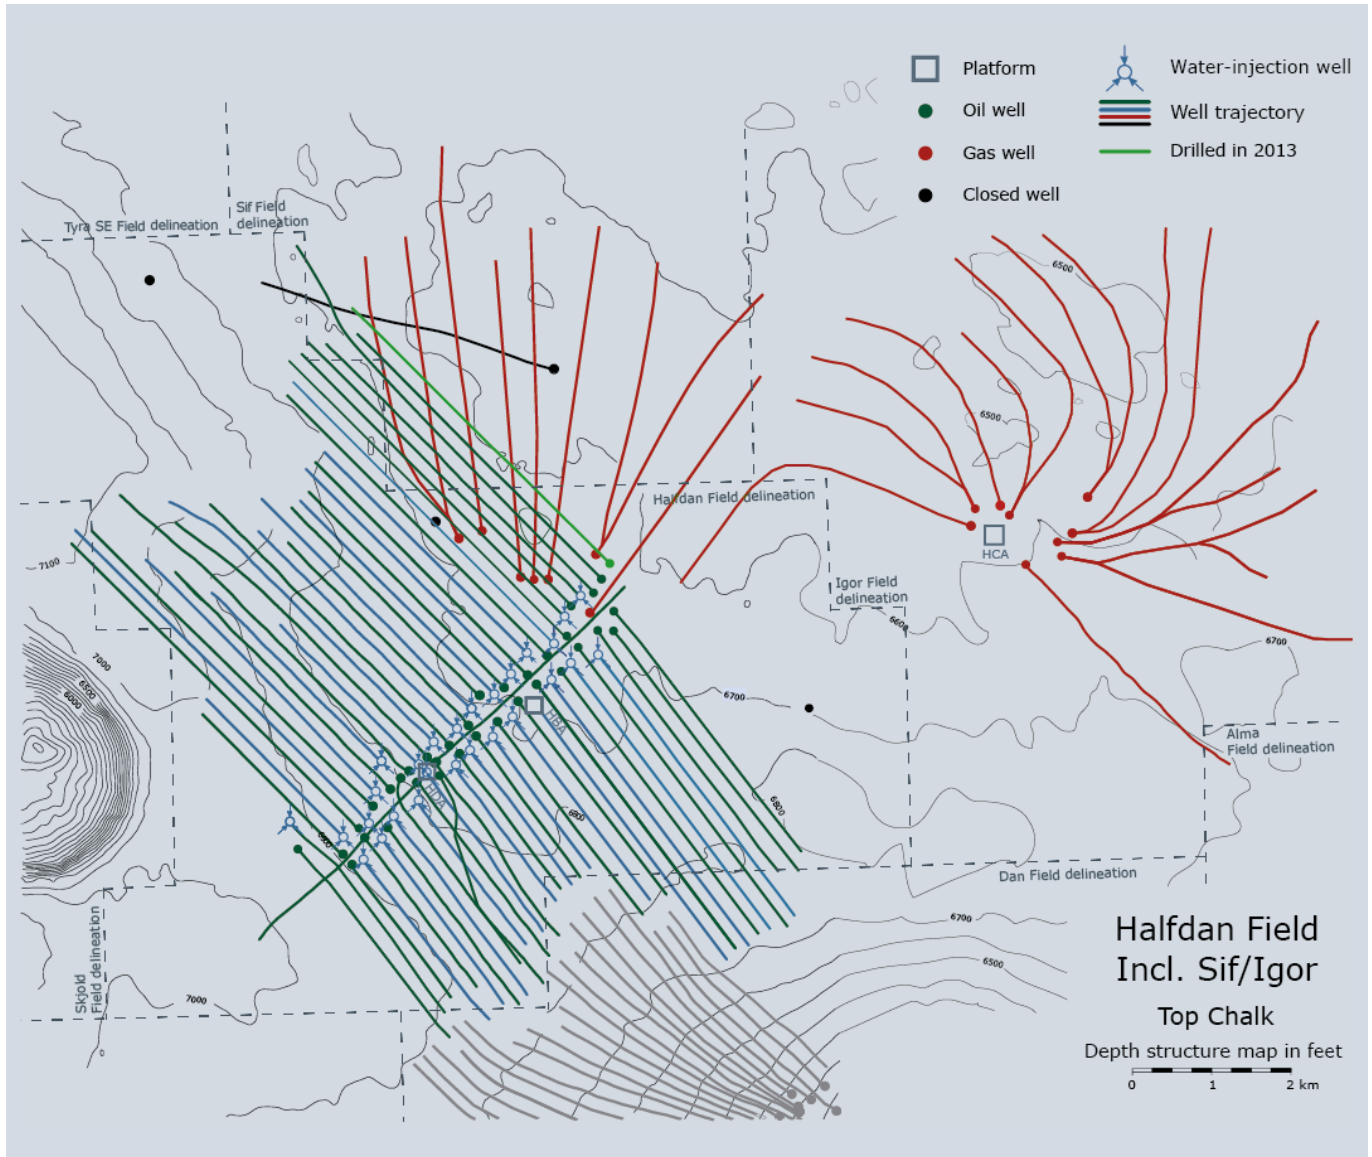 Platform
Water-injection well
Oil well
Well trajectory
Gas well
Drilled in 2013
Closed well
Sif Field
delineation
Tyra SE Field delineation
6500
6500
Halfdan Field delineation
HCA
7100
Igor Field
delineation
6600
7000
6500
6000
6700
6700
HBA
Alma
Field delineation
HDA
6800
6800
6900
Dan Field delineation
Skjold
Field delineation
7000
6700
6500
Halfdan Field
Incl. Sif/Igor
Top Chalk
Depth structure map in feet
0 1 2 km